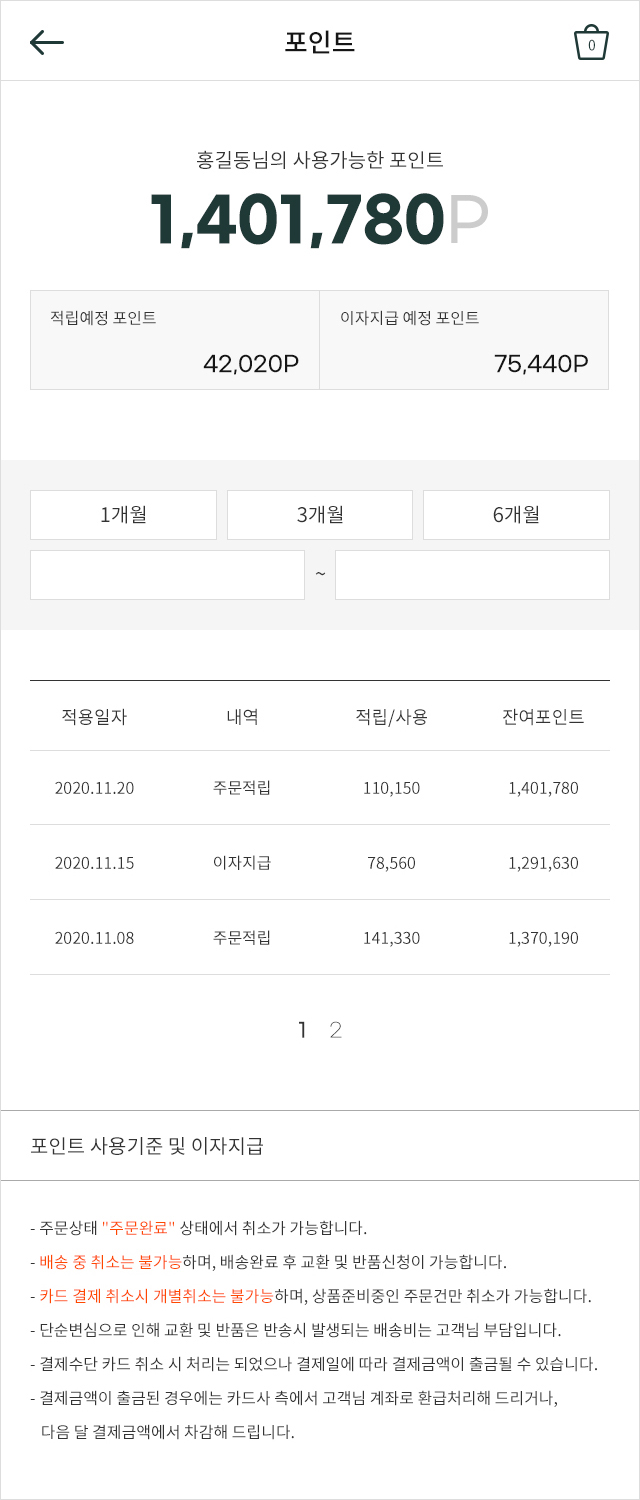 포인트
0
홍길동님의 사용가능한 포인트
1,401,780P
적립예정 포인트
42,020P
이자지급 예정 포인트
75,440P
1개월 3개월 6개월
~
적용일자 내역 적립/사용 잔여포인트
2020.11.20 주문적립 110,150 1,401,780
2020.11.15 이자지급 78,560 1,291,630
2020.11.08 주문적립 141,330 1,370,190
1 2
포인트 사용기준 및 이자지급
- 주문상태 "주문완료" 상태에서 취소가 가능합니다.
- 배송 중 취소는 불가능하며, 배송완료 후 교환 및 반품신청이 가능합니다.
- 카드 결제 취소시 개별취소는 불가능하며, 상품준비중인 주문건만 취소가 가능합니다.
- 단순변심으로 인해 교환 및 반품은 반송시 발생되는 배송비는 고객님 부담입니다.
- 결제수단 카드 취소 시 처리는 되었으나 결제일에 따라 결제금액이 출금될 수 있습니다.
- 결제금액이 출금된 경우에는 카드사 측에서 고객님 계좌로 환급처리해 드리거나,
다음 달 결제금액에서 차감해 드립니다.